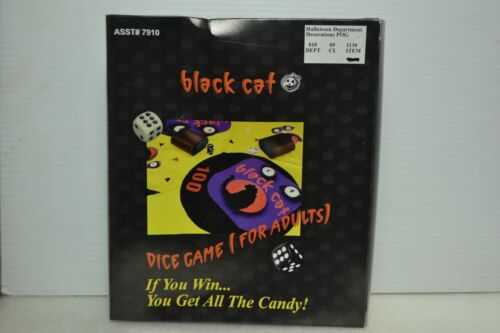 ASST# 7910
Halloween Department
Decorations PDQ
DEPT CL ITEM
black cat
black cat
100
DICE GAME (FOR ADULTS)
If You Win...
You Get All The Candy!